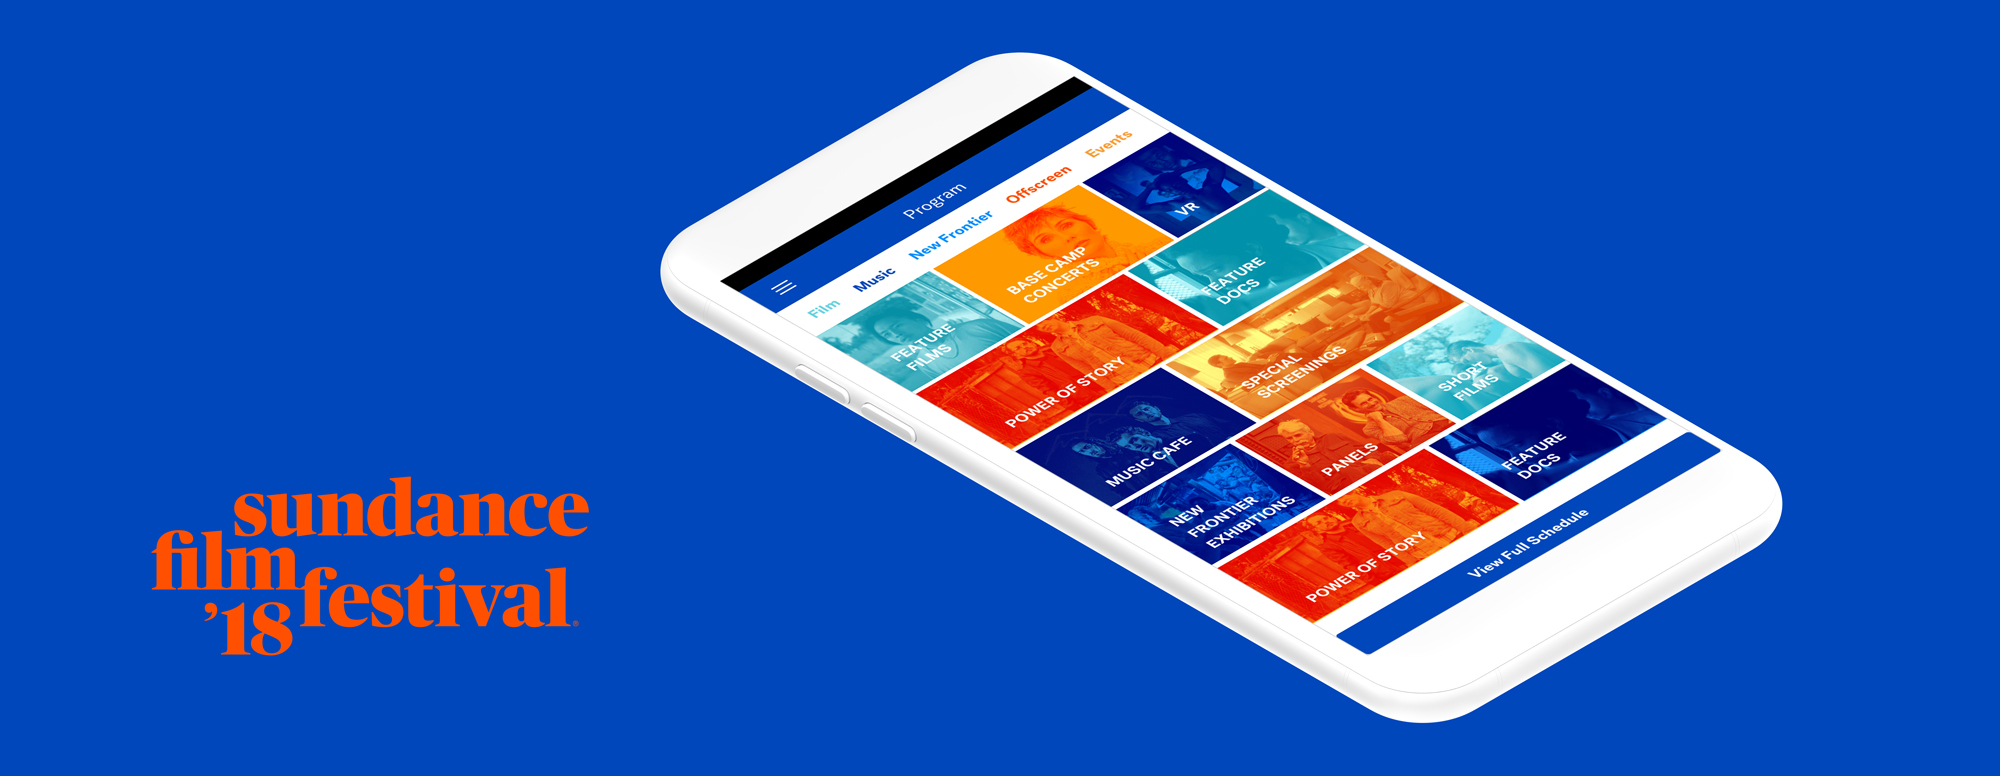 sundance
film
festival®
’18
Program
Film Music New Frontier Offscreen Events
FEATURE
FILMS
BASE CAMP
CONCERTS
VR
POWER OF STORY
FEATURE
DOCS
MUSIC CAFE
SPECIAL
SCREENINGS
NEW
FRONTIER
EXHIBITIONS
PANELS
SHORT
FILMS
POWER OF STORY
FEATURE
DOCS
View Full Schedule